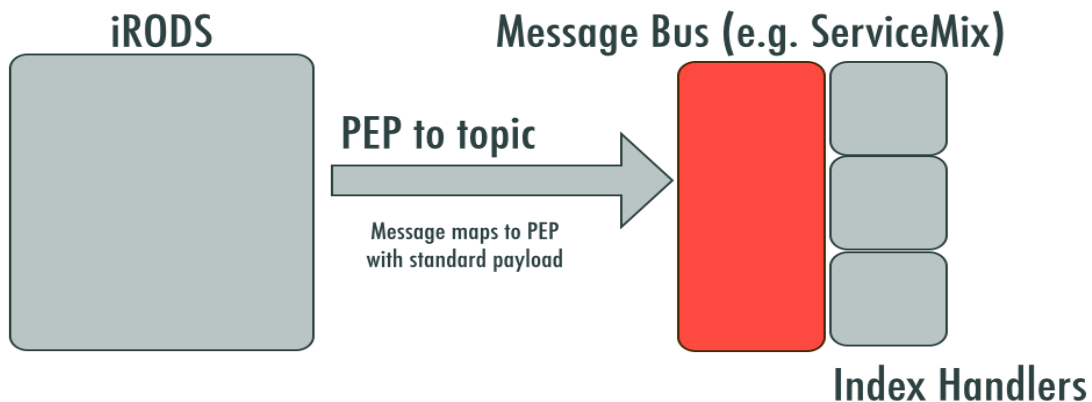 iRODS
Message Bus (e.g. ServiceMix)
PEP to topic
Message maps to PEP
with standard payload
Index Handlers